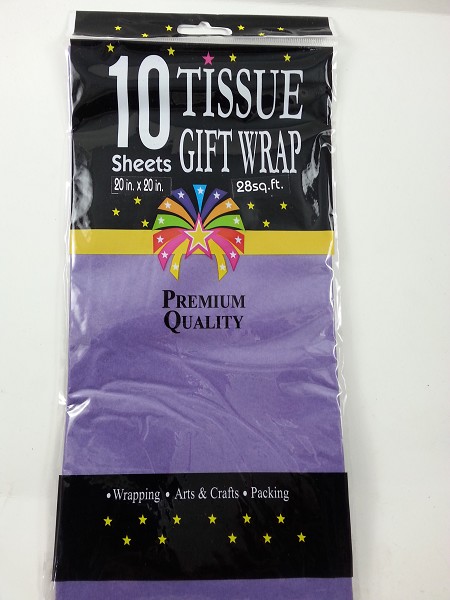 10 TISSUE
Sheets GIFT WRAP
20 in. x 20 in. 28sq.ft.
PREMIUM
QUALITY
• Wrapping • Arts & Crafts • Packing